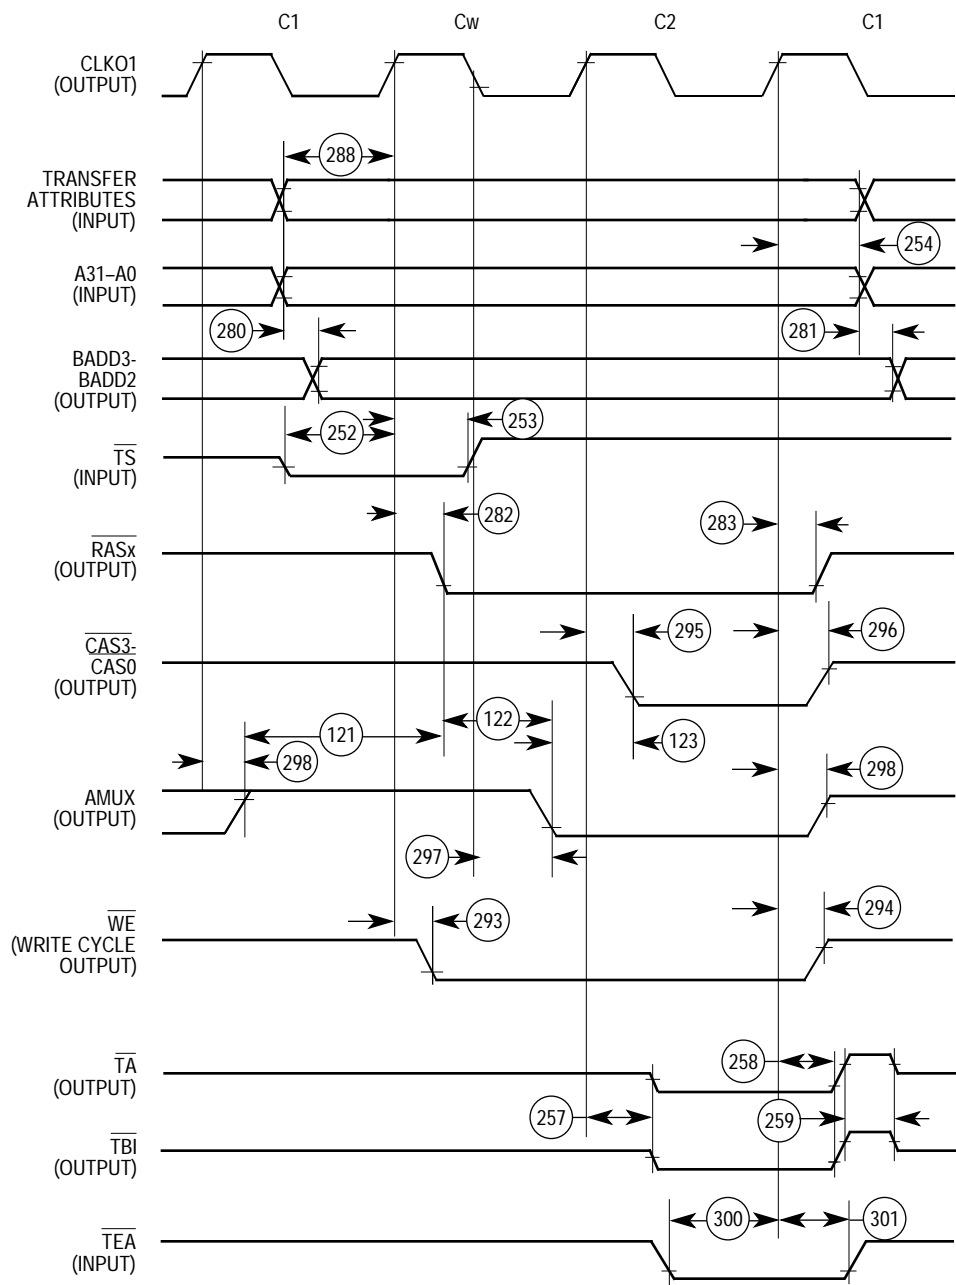 C1 Cw C2 C1
CLKO1
(OUTPUT)
288
TRANSFER
ATTRIBUTES
(INPUT)
254
A31–A0
(INPUT)
280 281
BADD3-
BADD2
(OUTPUT)
252 253
TS
(INPUT)
282 283
RASx
(OUTPUT)
295 296
CAS3-
CAS0
(OUTPUT)
122
121 123
298 298
AMUX
(OUTPUT)
297
WE
(WRITE CYCLE
OUTPUT)
293 294
TA
(OUTPUT)
258
257 259
TBI
(OUTPUT)
300 301
TEA
(INPUT)